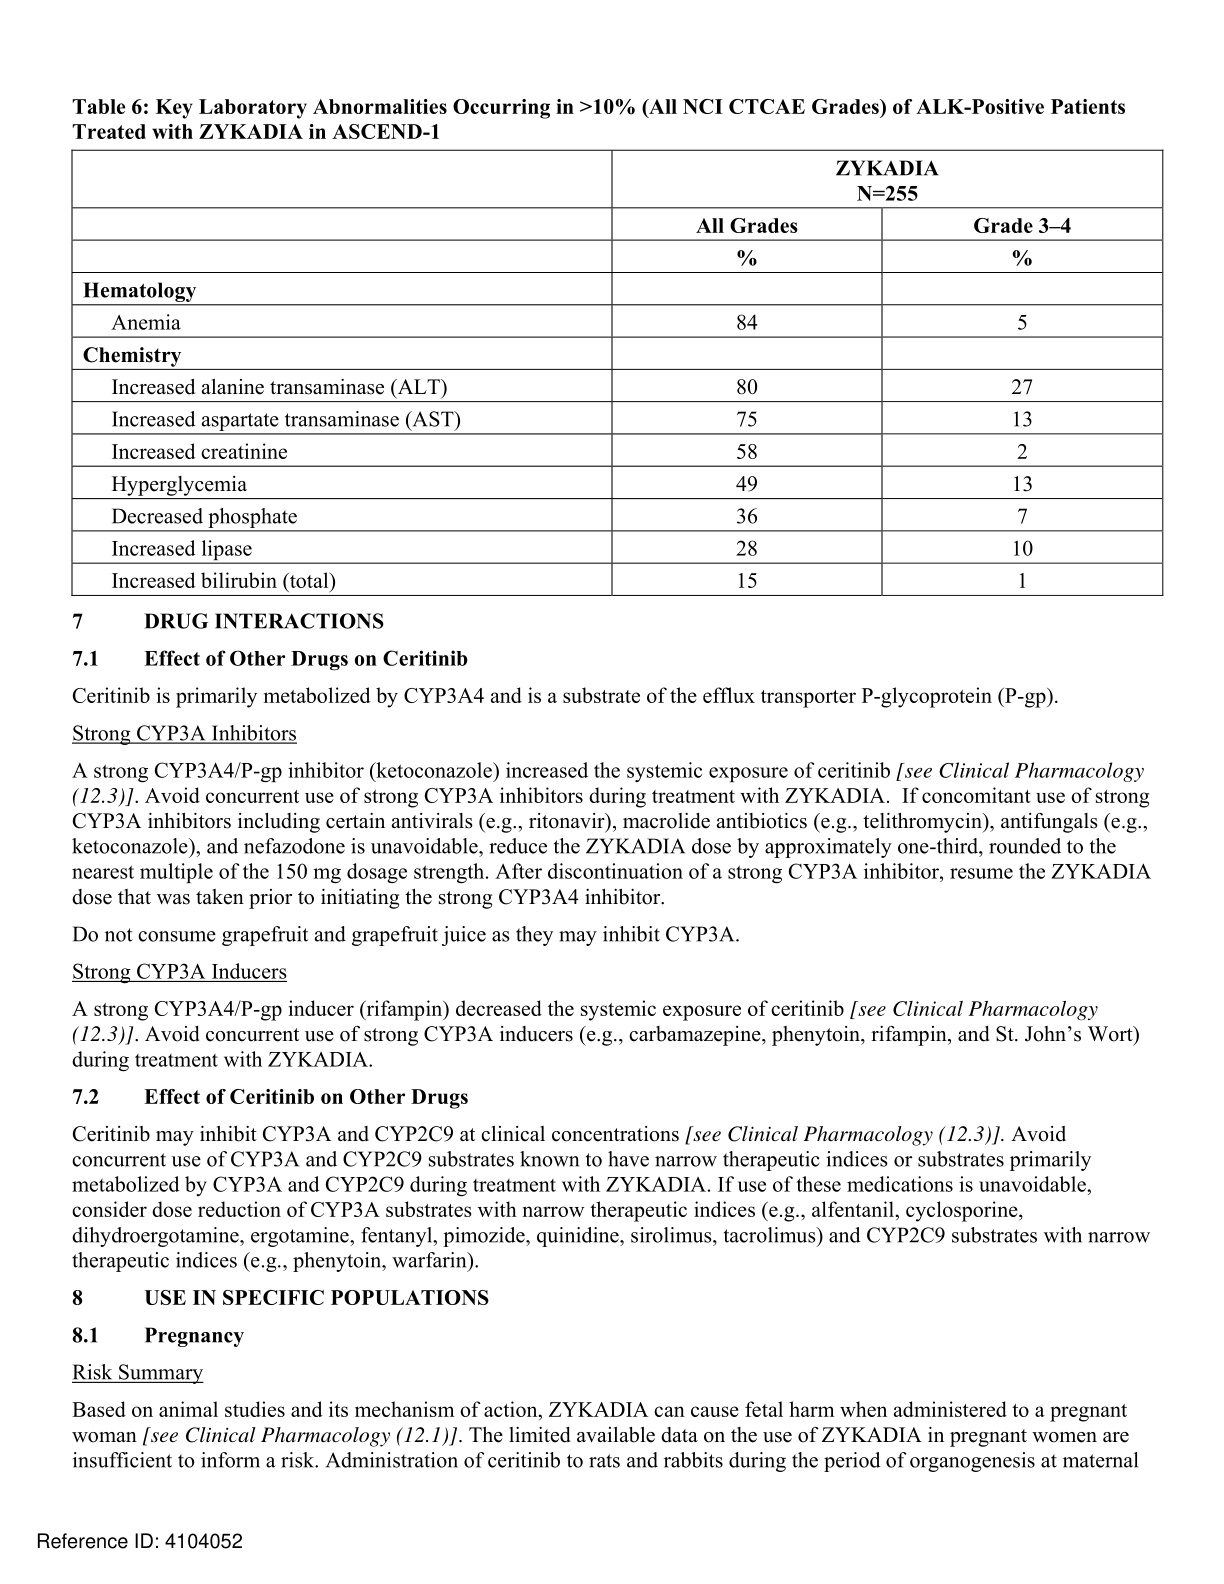 Table 6: Key Laboratory Abnormalities Occurring in >10% (All NCI CTCAE Grades) of ALK-Positive Patients
Treated with ZYKADIA in ASCEND-1
ZYKADIA
N=255
All Grades Grade 3–4
% %
Hematology
Anemia 84 5
Chemistry
Increased alanine transaminase (ALT) 80 27
Increased aspartate transaminase (AST) 75 13
Increased creatinine 58 2
Hyperglycemia 49 13
Decreased phosphate 36 7
Increased lipase 28 10
Increased bilirubin (total) 15 1
7 DRUG INTERACTIONS
7.1 Effect of Other Drugs on Ceritinib
Ceritinib is primarily metabolized by CYP3A4 and is a substrate of the efflux transporter P-glycoprotein (P-gp).
Strong CYP3A Inhibitors
A strong CYP3A4/P-gp inhibitor (ketoconazole) increased the systemic exposure of ceritinib [see Clinical Pharmacology
(12.3)]. Avoid concurrent use of strong CYP3A inhibitors during treatment with ZYKADIA. If concomitant use of strong
CYP3A inhibitors including certain antivirals (e.g., ritonavir), macrolide antibiotics (e.g., telithromycin), antifungals (e.g.,
ketoconazole), and nefazodone is unavoidable, reduce the ZYKADIA dose by approximately one-third, rounded to the
nearest multiple of the 150 mg dosage strength. After discontinuation of a strong CYP3A inhibitor, resume the ZYKADIA
dose that was taken prior to initiating the strong CYP3A4 inhibitor.
Do not consume grapefruit and grapefruit juice as they may inhibit CYP3A.
Strong CYP3A Inducers
A strong CYP3A4/P-gp inducer (rifampin) decreased the systemic exposure of ceritinib [see Clinical Pharmacology
(12.3)]. Avoid concurrent use of strong CYP3A inducers (e.g., carbamazepine, phenytoin, rifampin, and St. John’s Wort)
during treatment with ZYKADIA.
7.2 Effect of Ceritinib on Other Drugs
Ceritinib may inhibit CYP3A and CYP2C9 at clinical concentrations [see Clinical Pharmacology (12.3)]. Avoid
concurrent use of CYP3A and CYP2C9 substrates known to have narrow therapeutic indices or substrates primarily
metabolized by CYP3A and CYP2C9 during treatment with ZYKADIA. If use of these medications is unavoidable,
consider dose reduction of CYP3A substrates with narrow therapeutic indices (e.g., alfentanil, cyclosporine,
dihydroergotamine, ergotamine, fentanyl, pimozide, quinidine, sirolimus, tacrolimus) and CYP2C9 substrates with narrow
therapeutic indices (e.g., phenytoin, warfarin).
8 USE IN SPECIFIC POPULATIONS
8.1 Pregnancy
Risk Summary
Based on animal studies and its mechanism of action, ZYKADIA can cause fetal harm when administered to a pregnant
woman [see Clinical Pharmacology (12.1)]. The limited available data on the use of ZYKADIA in pregnant women are
insufficient to inform a risk. Administration of ceritinib to rats and rabbits during the period of organogenesis at maternal
Reference ID: 4104052